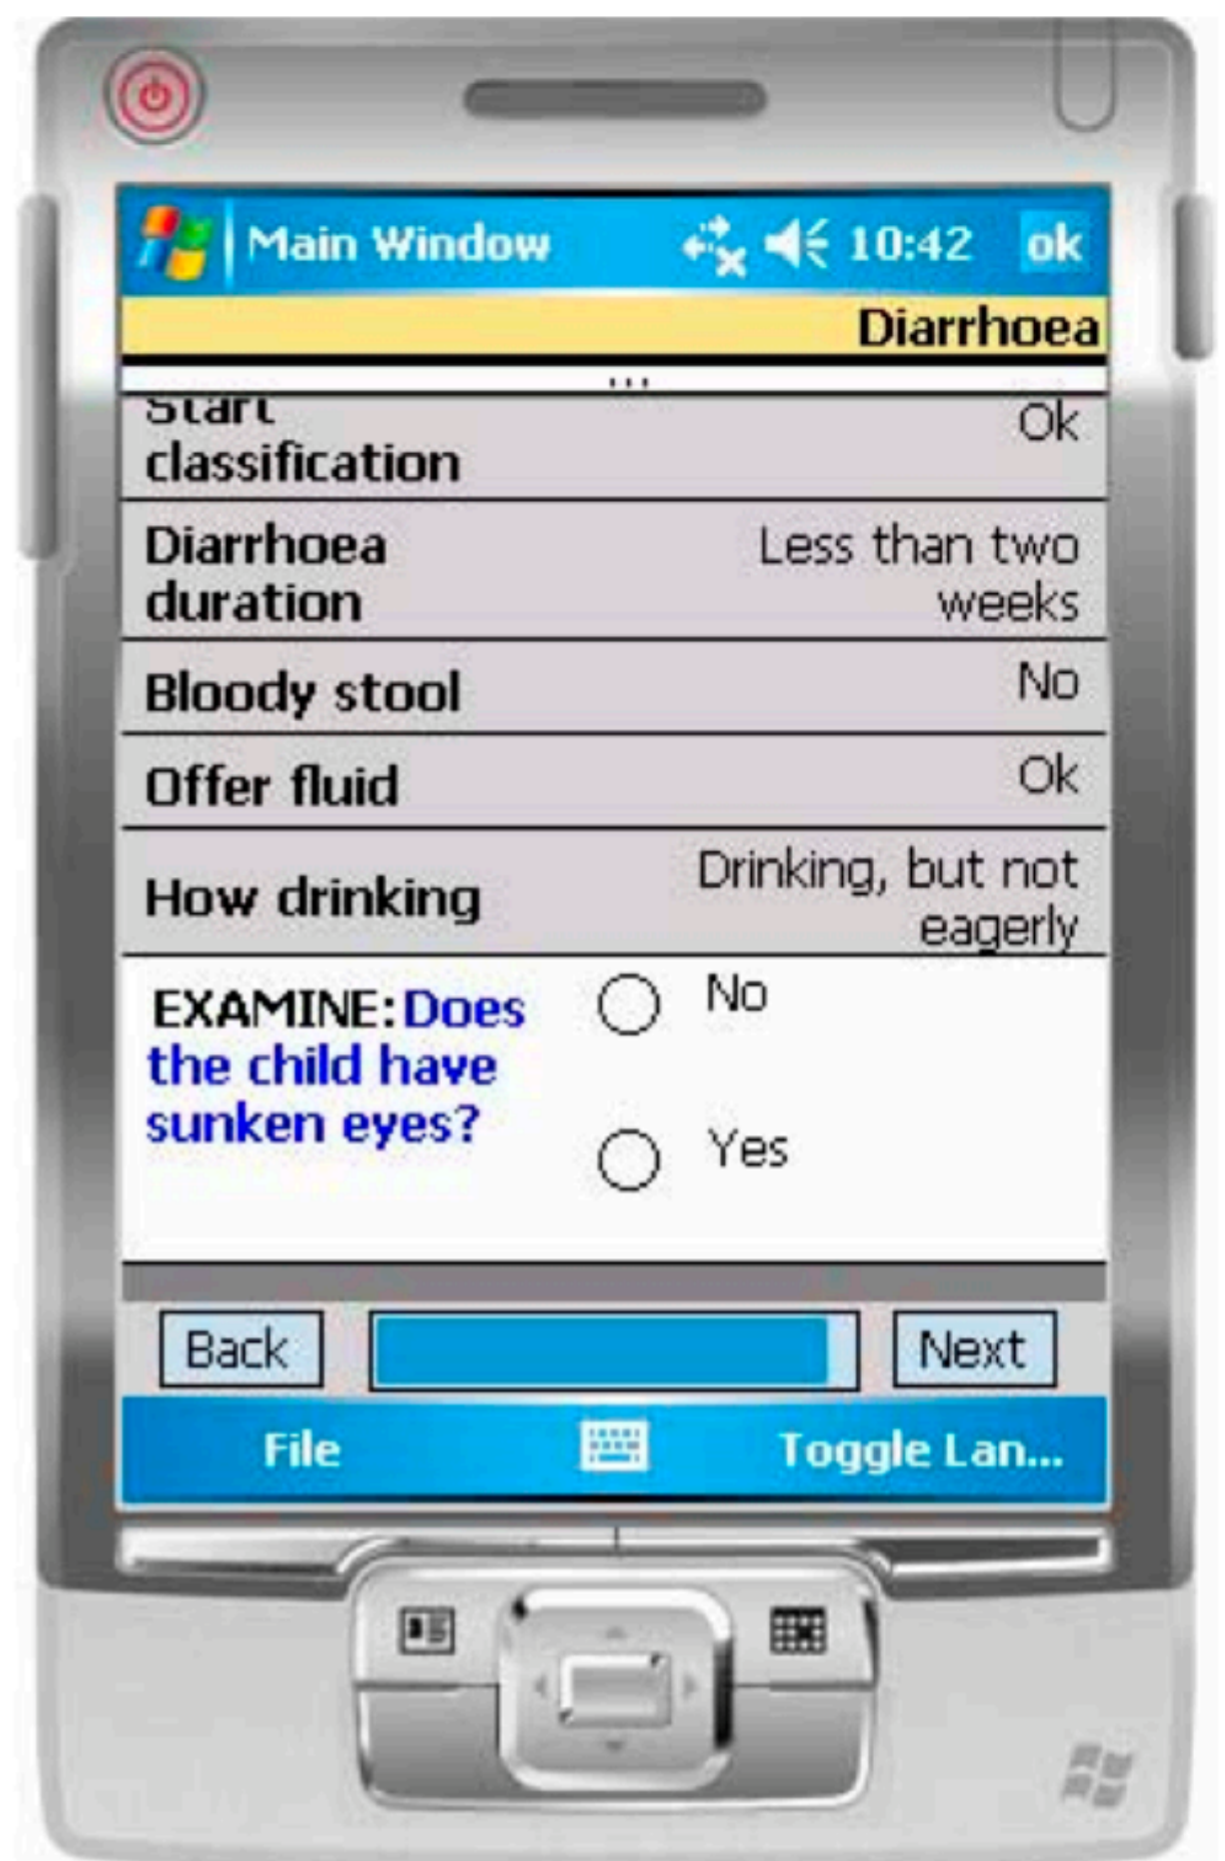 Main Window 10:42 ok
Diarrhoea
...
Start Ok
classification
Diarrhoea Less than two
duration weeks
Bloody stool No
Offer fluid Ok
How drinking Drinking, but not
eagerly
EXAMINE: Does No
the child have
sunken eyes? Yes
Back Next
File Toggle Lan...